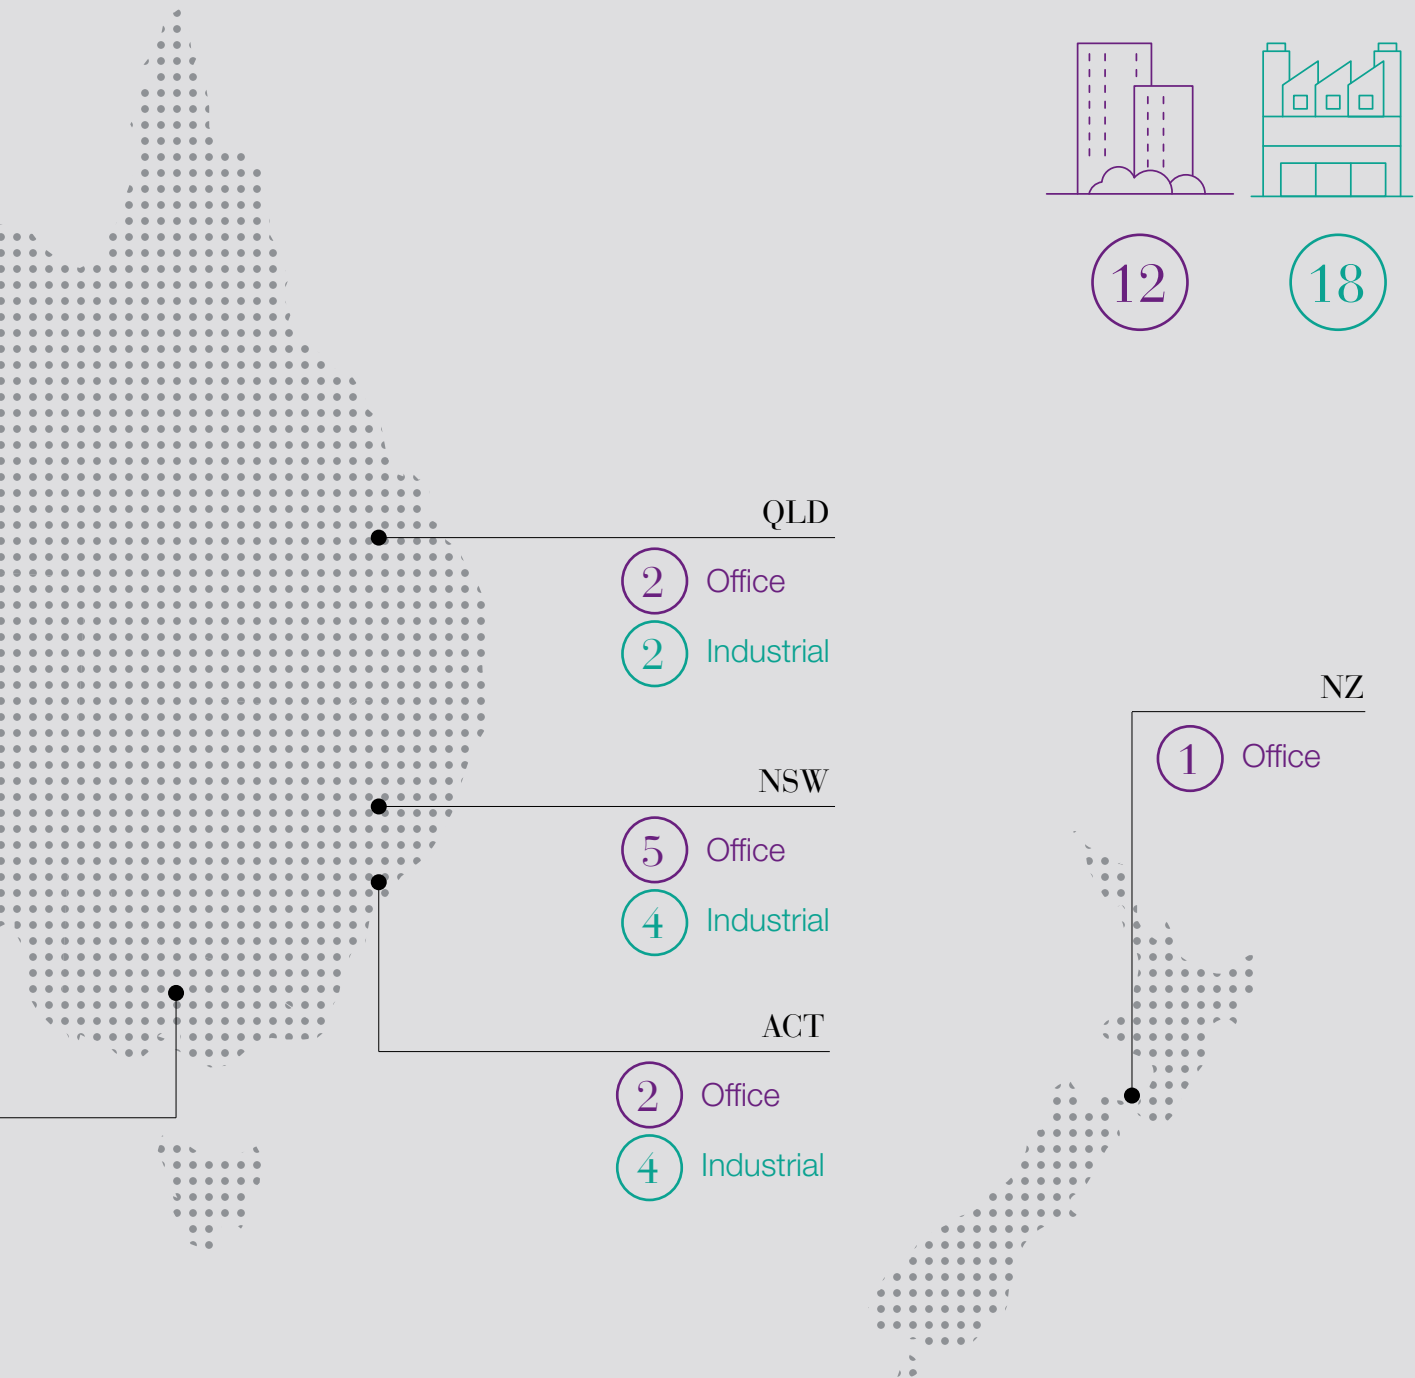 12
18
QLD
2 Office
2 Industrial
NZ
1 Office
NSW
5 Office
4 Industrial
ACT
2 Office
4 Industrial